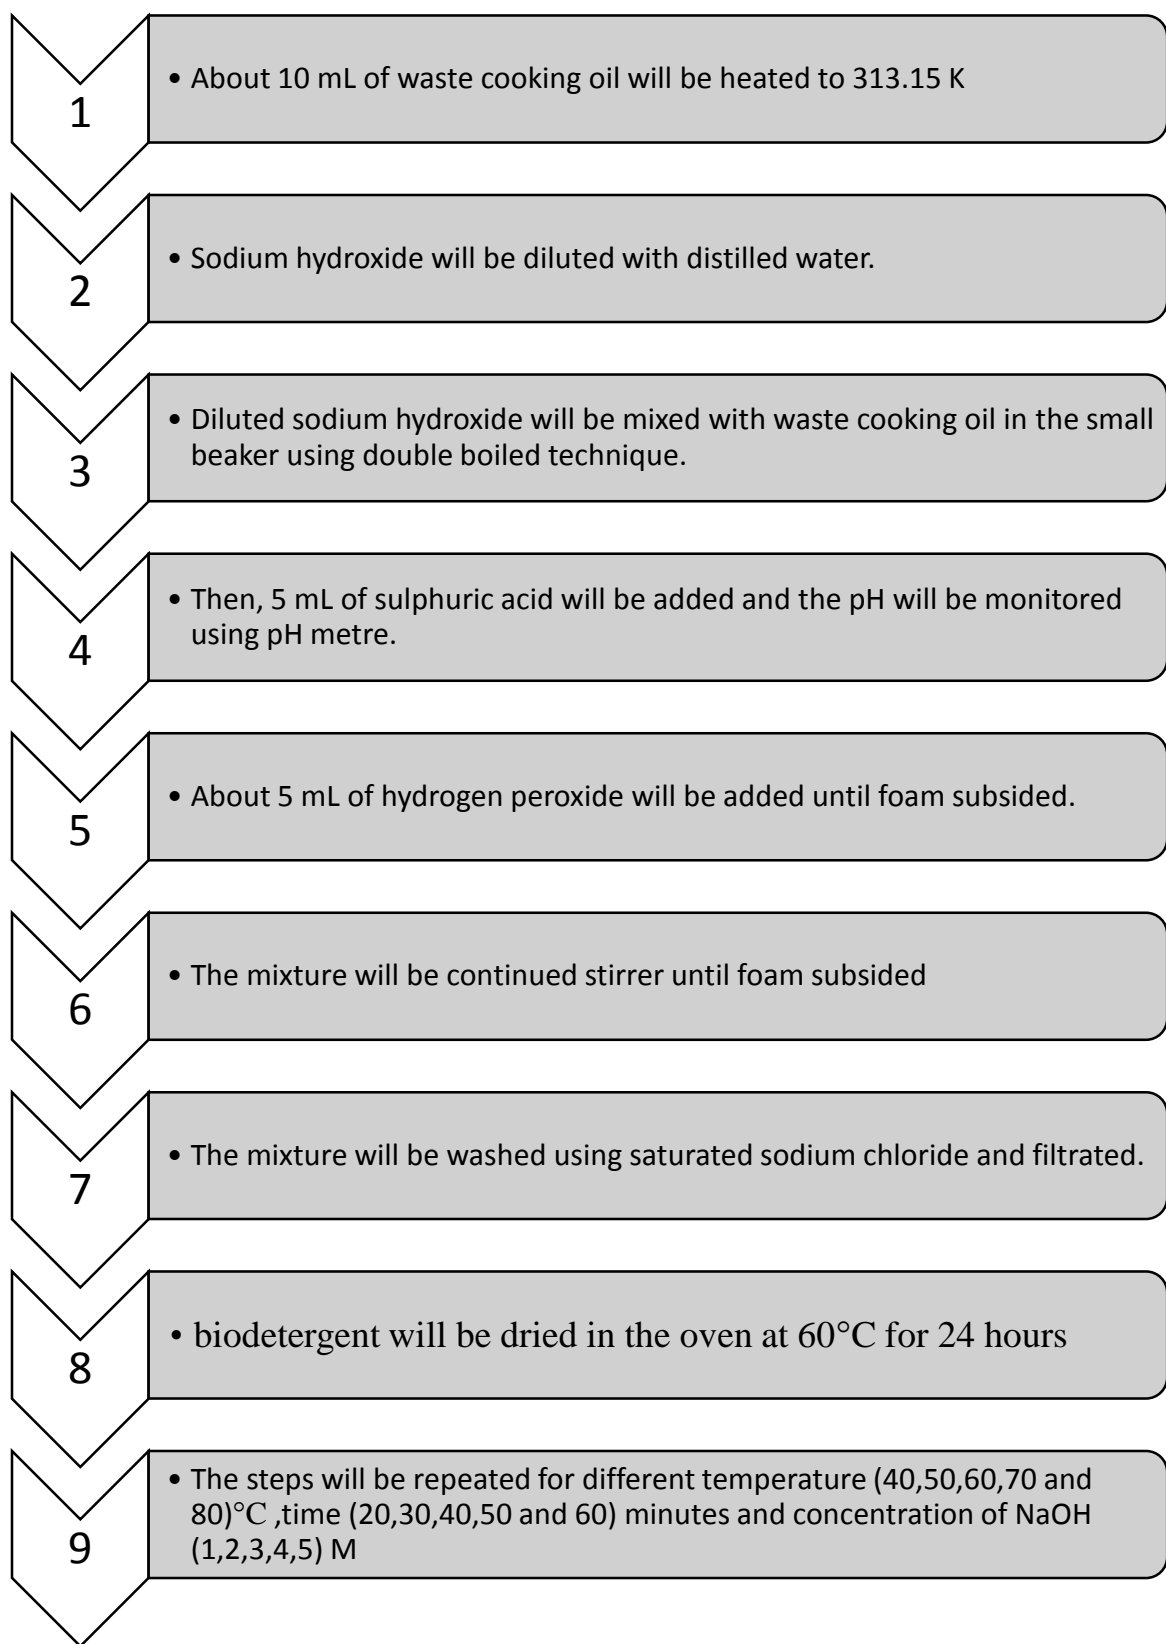 1
• About 10 mL of waste cooking oil will be heated to 313.15 K
2
• Sodium hydroxide will be diluted with distilled water.
3
• Diluted sodium hydroxide will be mixed with waste cooking oil in the small
beaker using double boiled technique.
4
• Then, 5 mL of sulphuric acid will be added and the pH will be monitored
using pH metre.
5
• About 5 mL of hydrogen peroxide will be added until foam subsided.
6
• The mixture will be continued stirrer until foam subsided
7
• The mixture will be washed using saturated sodium chloride and filtrated.
8
• biodetergent will be dried in the oven at 60°C for 24 hours
9
• The steps will be repeated for different temperature (40,50,60,70 and
80)°C ,time (20,30,40,50 and 60) minutes and concentration of NaOH
(1,2,3,4,5) M